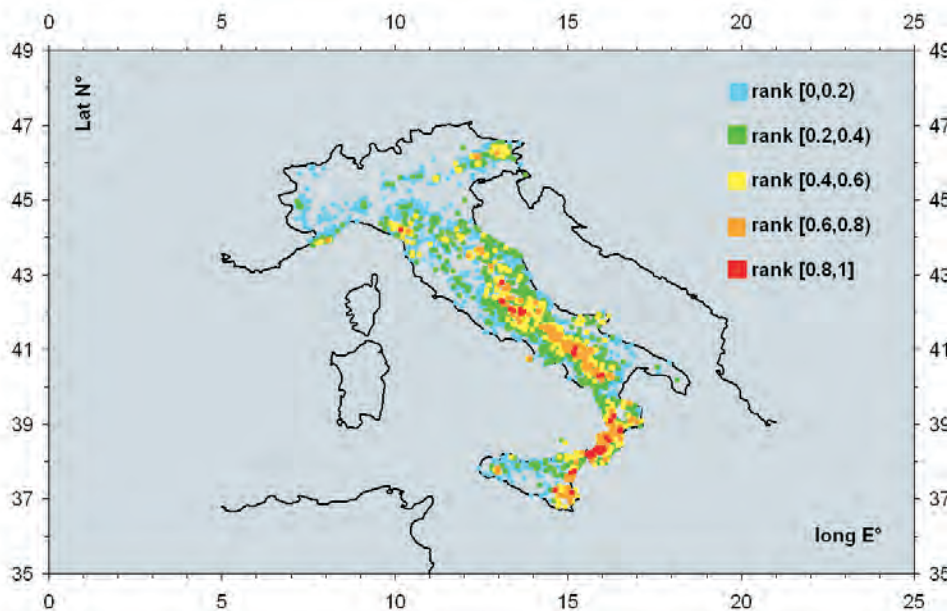 0 5 10 15 20 25
49 49
Lat N°
rank [0,0.2)
47 47
rank [0.2,0.4)
45 45
rank [0.4,0.6)
rank [0.6,0.8)
43 43
rank [0.8,1]
41 41
39 39
37 37
long E°
35 35
0 5 10 15 20 25